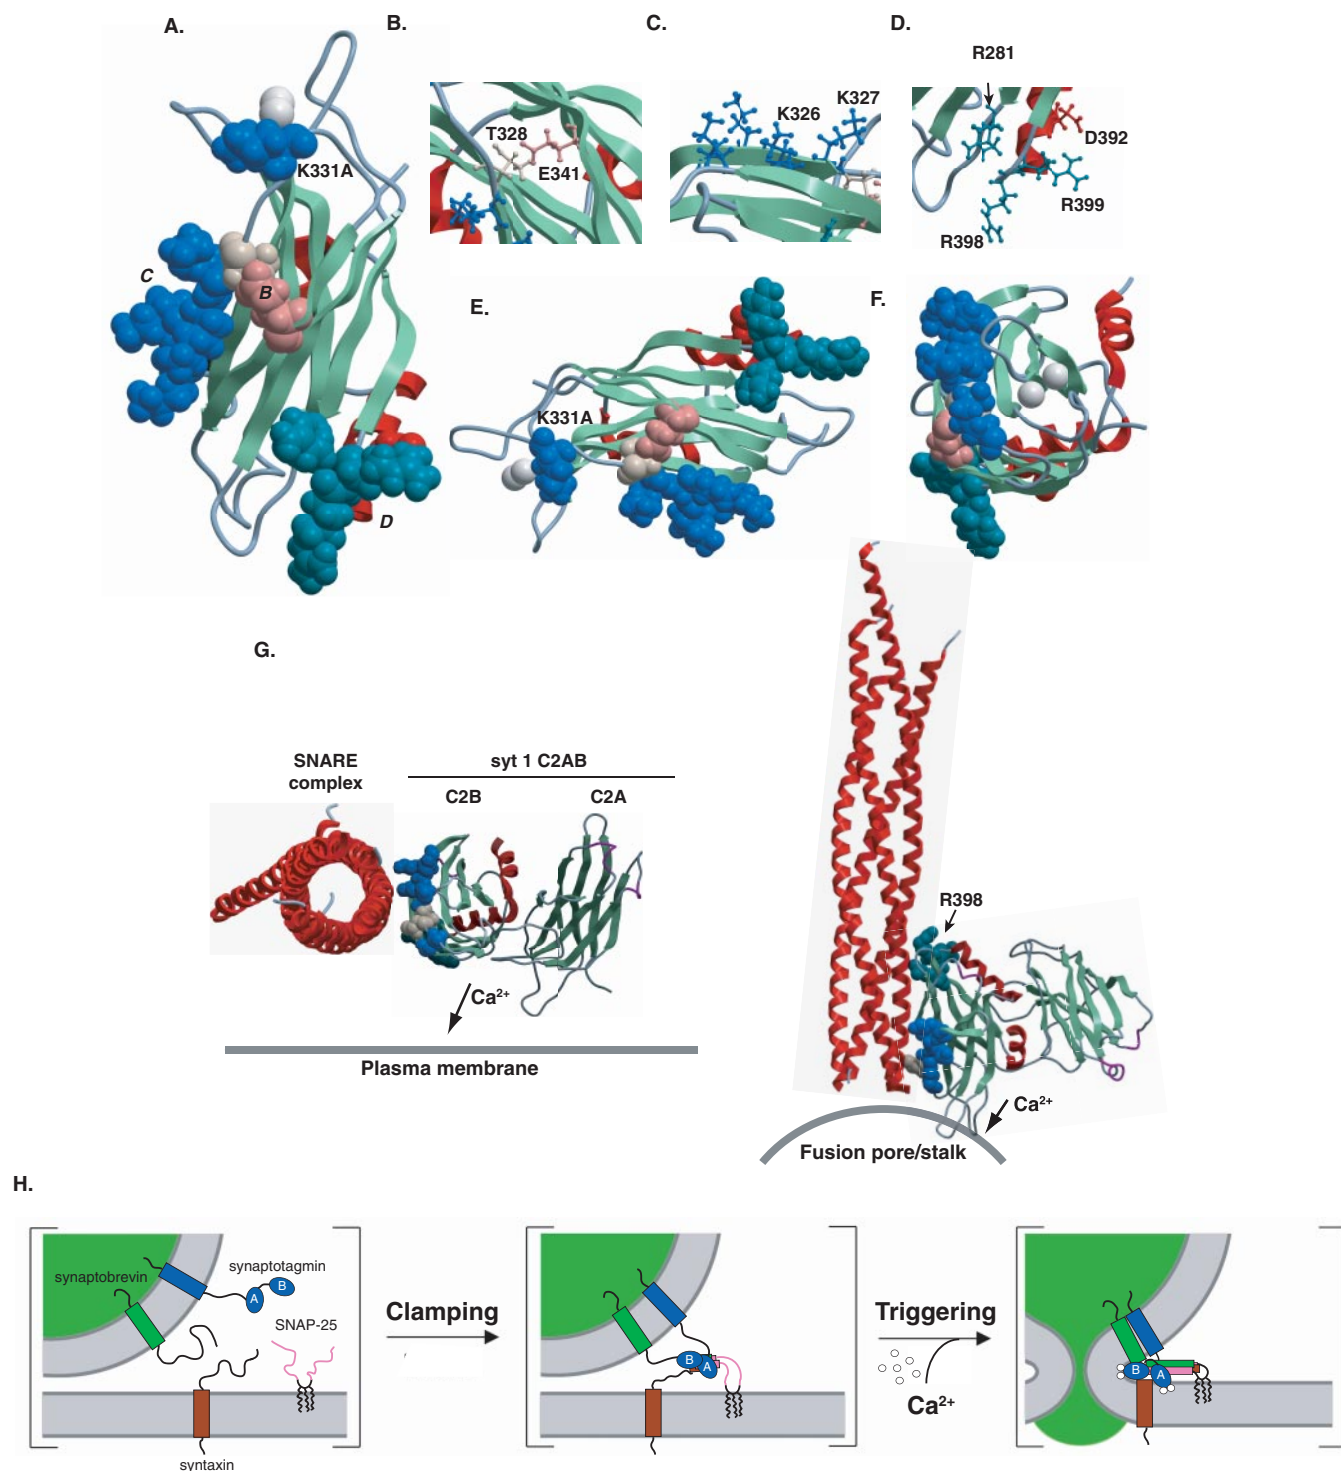 A.
B.
C.
D.
R281
K331A
C
B
D
T328
E341
K326
K327
D392
R399
R398
E.
K331A
F.
G.
SNARE
complex
syt 1 C2AB
C2B
C2A
Ca²⁺
Plasma membrane
R398
Ca²⁺
Fusion pore/stalk
H.
synaptobrevin
synaptotagmin
B
A
SNAP-25
syntaxin
Clamping
B
A
Triggering
Ca²⁺
B
A